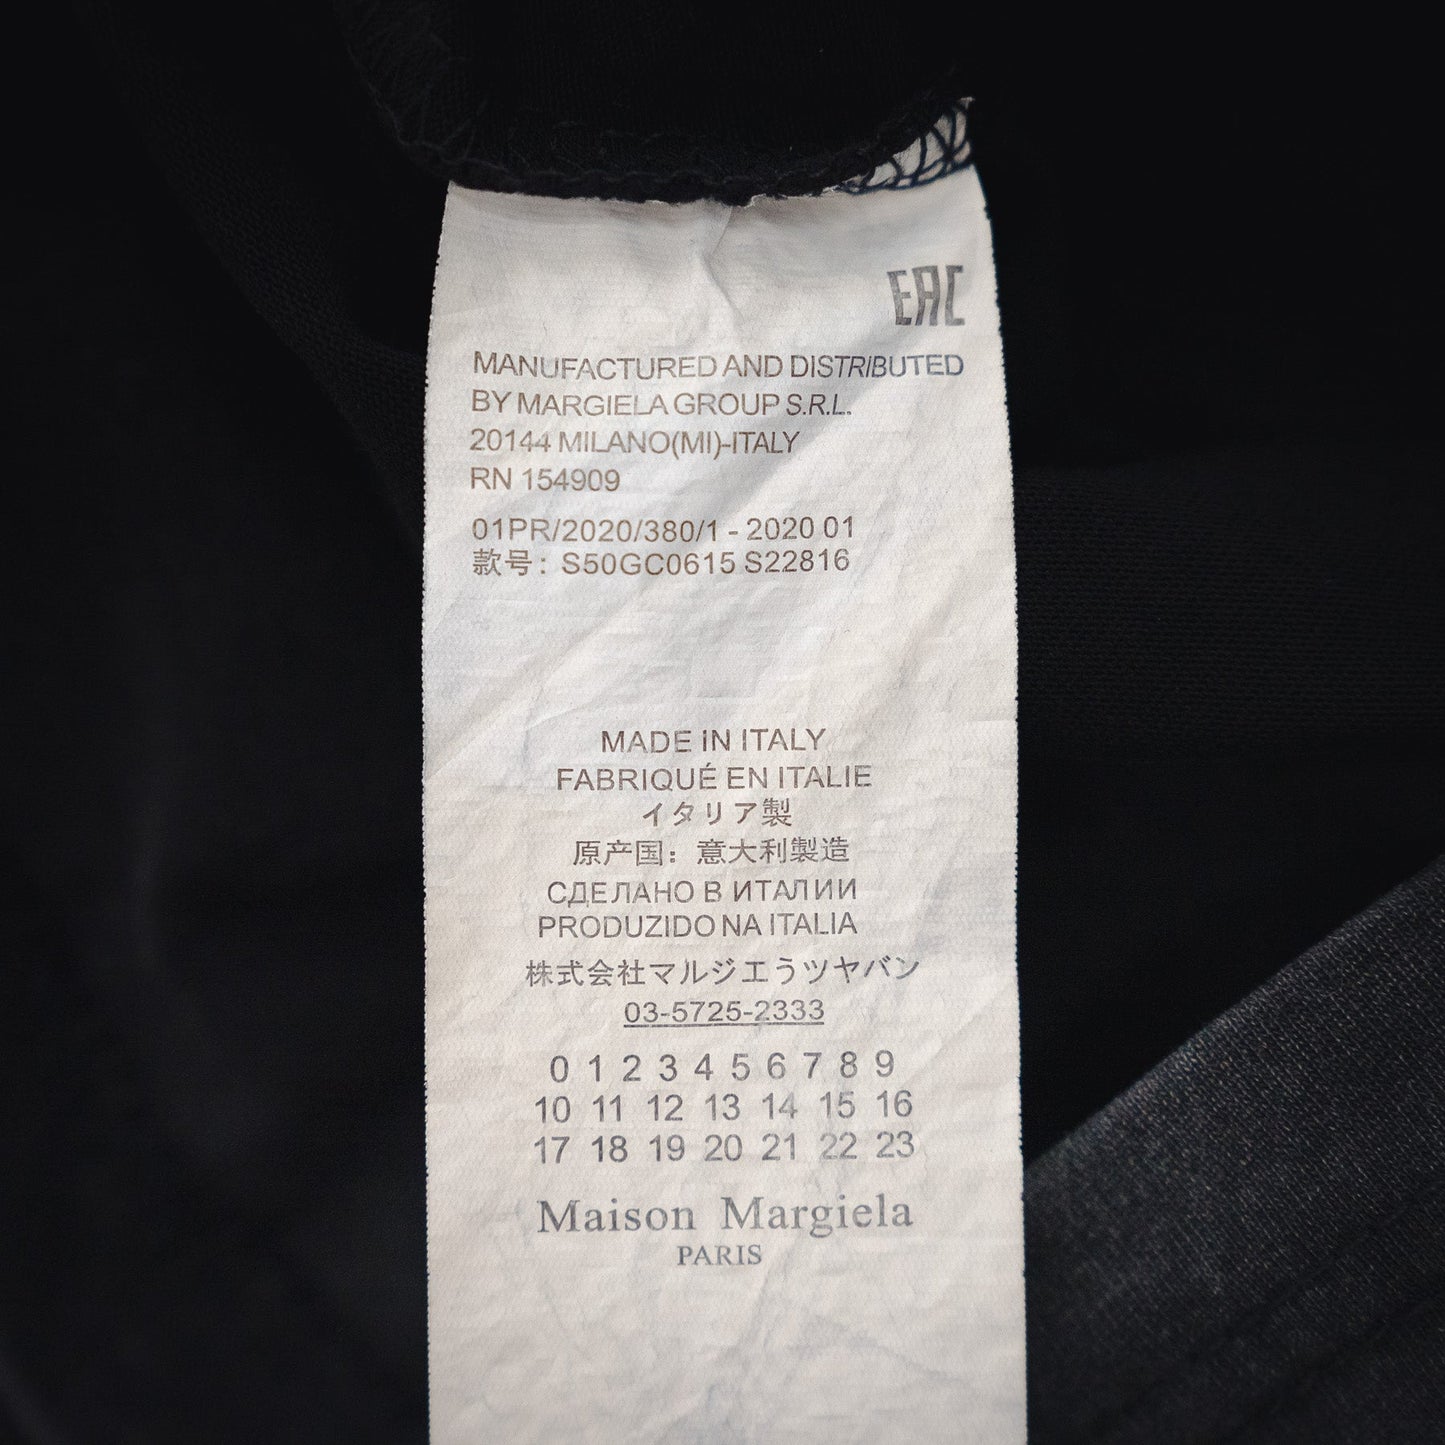 EAC
MANUFACTURED AND DISTRIBUTED
BY MARGIELA GROUP S.R.L.
20144 MILANO(MI)-ITALY
RN 154909
01PR/2020/380/1 - 2020 01
款号: S50GC0615 S22816
MADE IN ITALY
FABRIQUÉ EN ITALIE
イタリア製
原产国: 意大利製造
СДЕЛАНО В ИТАЛИИ
PRODUZIDO NA ITALIA
株式会社マルジエうツヤバン
03-5725-2333
0 1 2 3 4 5 6 7 8 9
10 11 12 13 14 15 16
17 18 19 20 21 22 23
Maison Margiela
PARIS